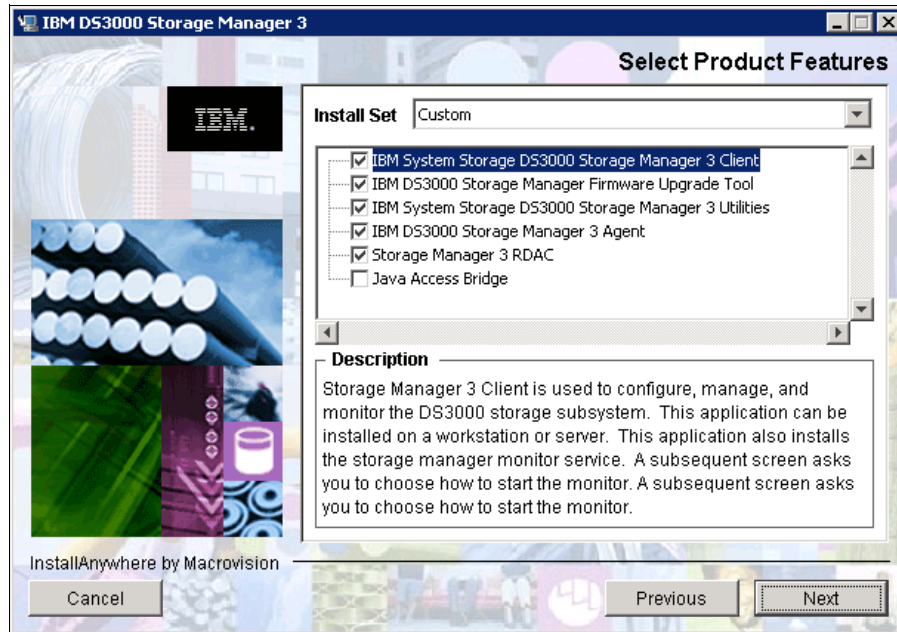 IBM DS3000 Storage Manager 3
Select Product Features
IBM.
Install Set Custom
IBM System Storage DS3000 Storage Manager 3 Client
IBM DS3000 Storage Manager Firmware Upgrade Tool
IBM System Storage DS3000 Storage Manager 3 Utilities
IBM DS3000 Storage Manager 3 Agent
Storage Manager 3 RDAC
Java Access Bridge
Description
Storage Manager 3 Client is used to configure, manage, and
monitor the DS3000 storage subsystem. This application can be
installed on a workstation or server. This application also installs
the storage manager monitor service. A subsequent screen asks
you to choose how to start the monitor. A subsequent screen asks
you to choose how to start the monitor.
InstallAnywhere by Macrovision
Cancel
Previous
Next